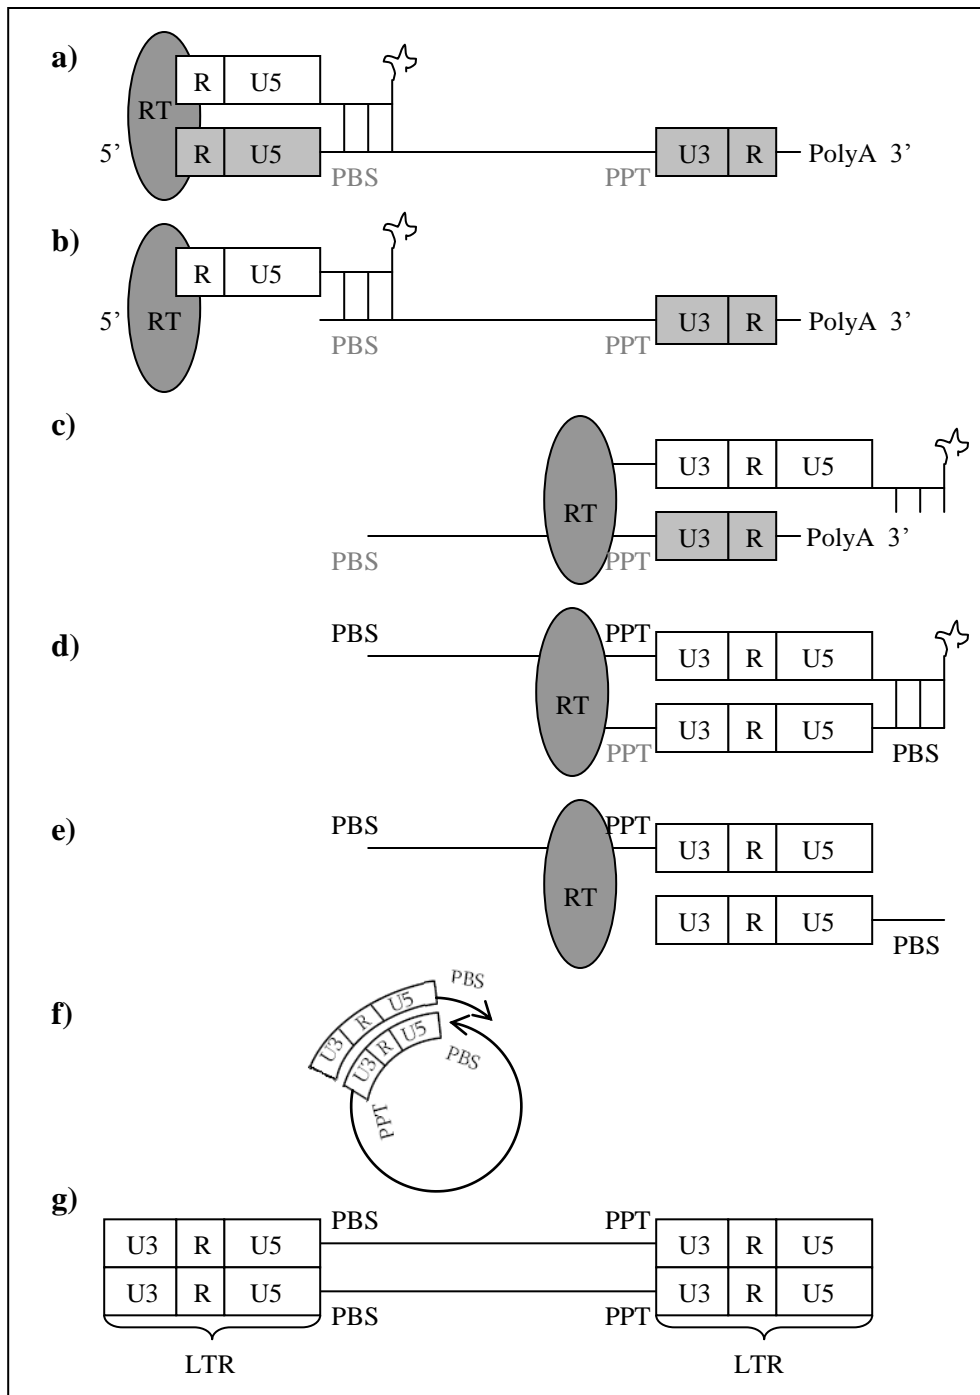 a)
R U5
RT
5’ R U5 U3 R PolyA 3’
PBS PPT
b)
R U5
5’ RT U3 R PolyA 3’
PBS PPT
c)
U3 R U5
RT
U3 R PolyA 3’
PBS PPT
d)
PBS PPT
U3 R U5
RT
U3 R U5
PPT PBS
e)
PBS PPT
U3 R U5
RT
U3 R U5
PBS
f)
PBS
U3 R U5
U3 R U5
PBS
PPT
g)
PBS PPT
U3 R U5 U3 R U5
U3 R U5 U3 R U5
PBS PPT
LTR LTR